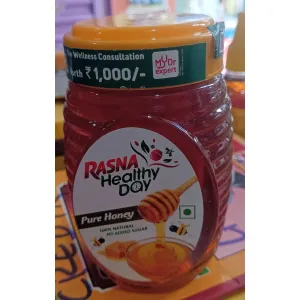 Wellness Consultation
₹1,000/-
My Dr
expert
RASNA
Healthy
Day
Pure Honey
100% NATURAL
NO ADDED SUGAR